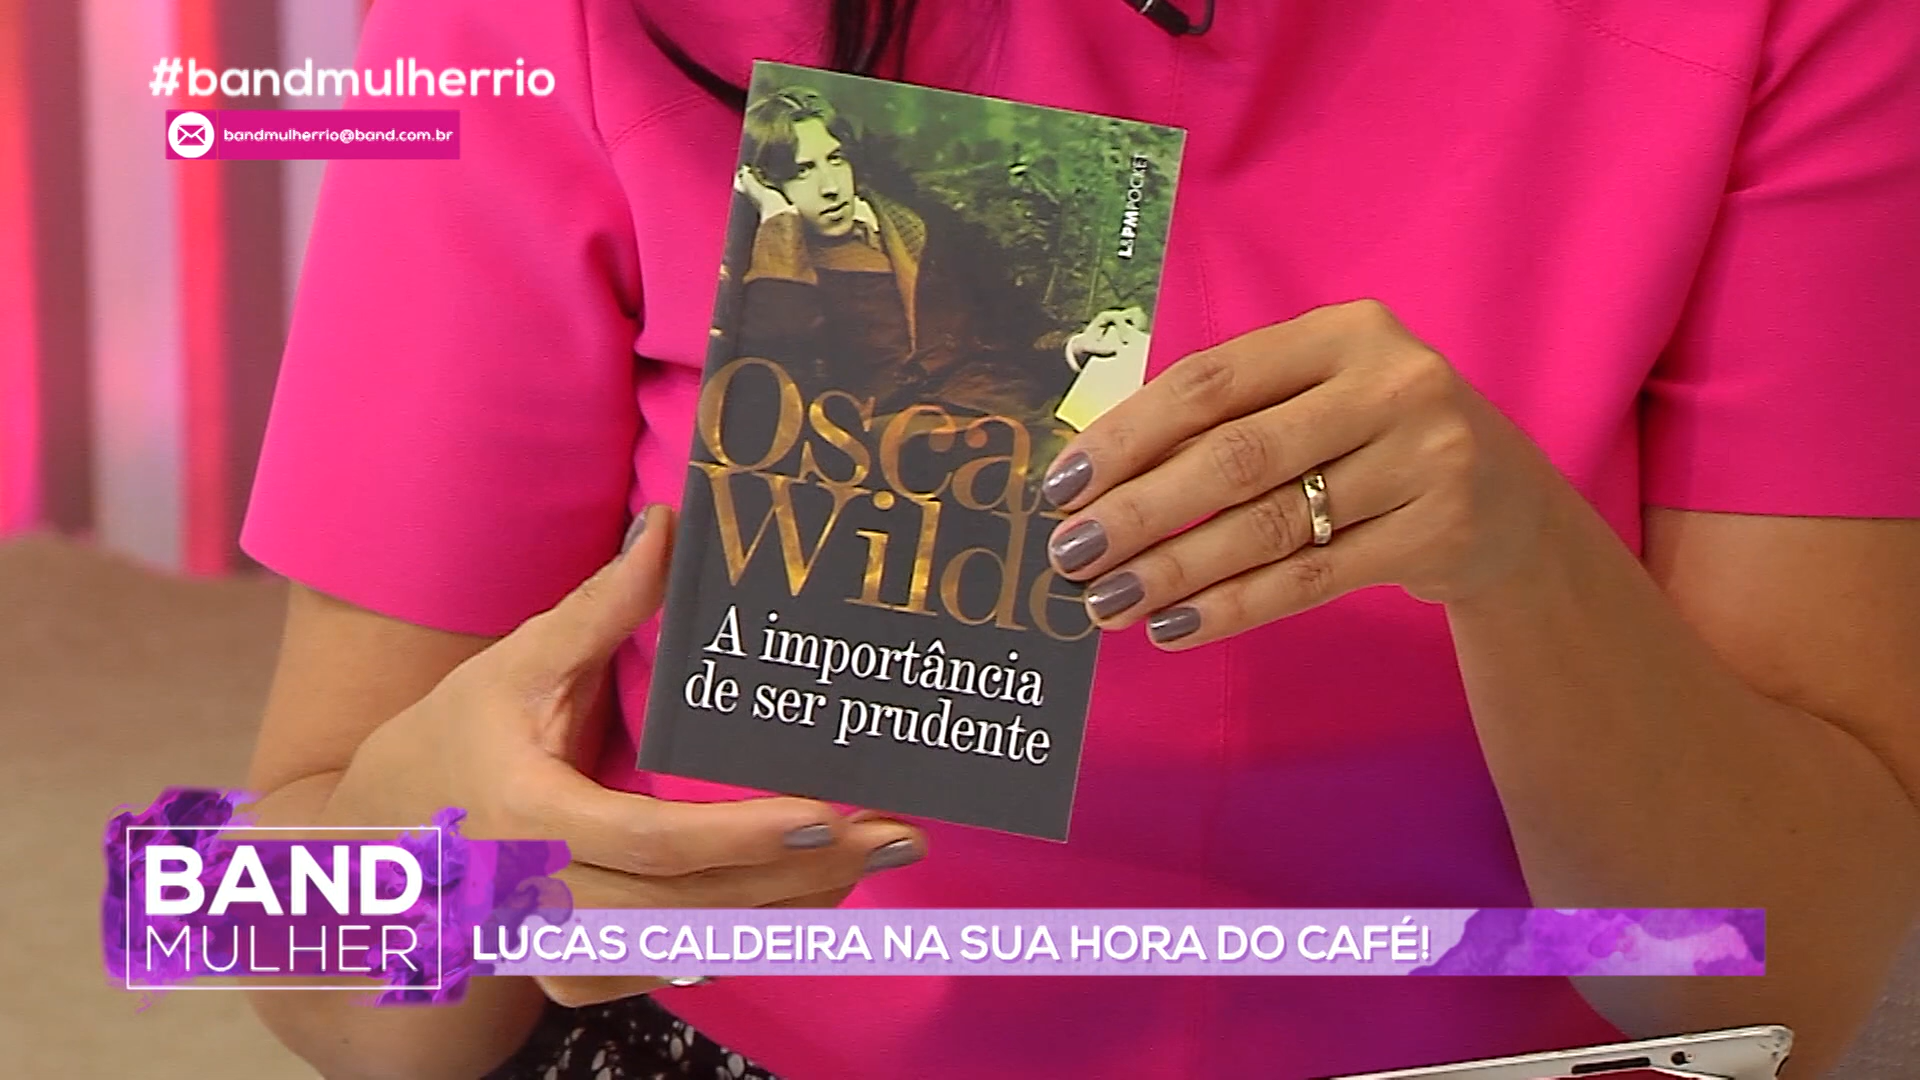 #bandmulherrio
bandmulherrio@band.com.br
L&PM POCKET
Oscar
Wilde
A importância
de ser prudente
BAND
MULHER
LUCAS CALDEIRA NA SUA HORA DO CAFÉ!